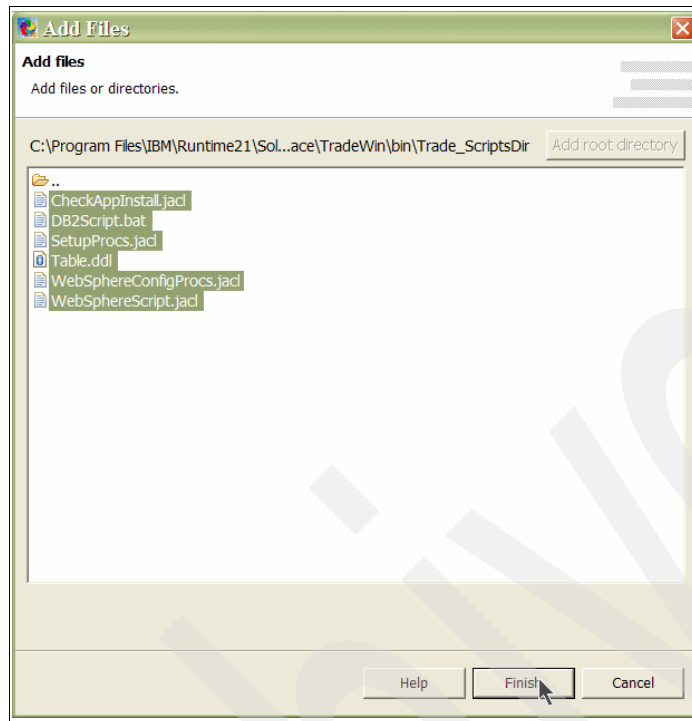 Add Files
Add files
Add files or directories.
C:\Program Files\IBM\Runtime21\Sol...ace\TradeWin\bin\Trade_ScriptsDir Add root directory
..
CheckAppInstall.jacl
DB2Script.bat
SetupProcs.jacl
Table.ddl
WebSphereConfigProcs.jacl
WebSphereScript.jacl
Help Finish Cancel